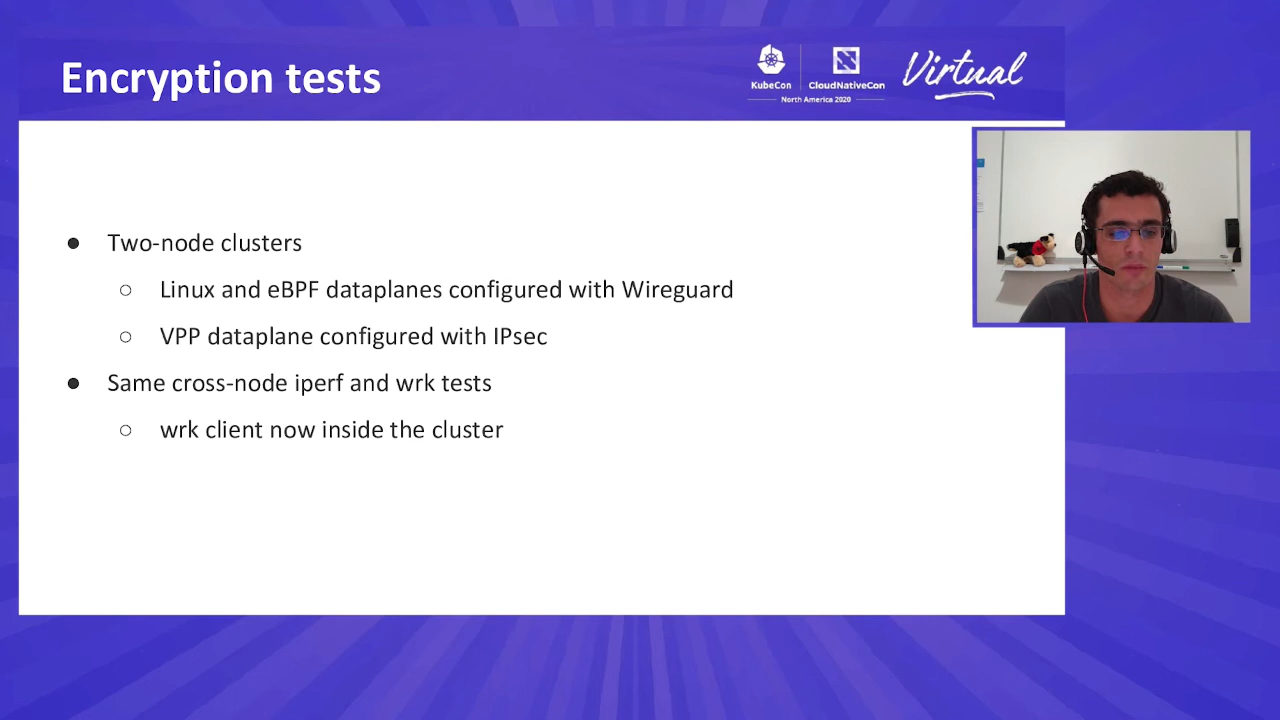 Encryption tests
KubeCon
CloudNativeCon
North America 2020
Virtual
● Two-node clusters
○ Linux and eBPF dataplanes configured with Wireguard
○ VPP dataplane configured with IPsec
● Same cross-node iperf and wrk tests
○ wrk client now inside the cluster